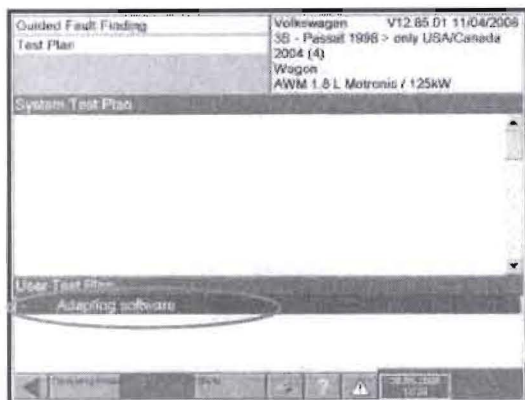 Guided Fault Finding
Test Plan
Volkswagen V12.85.01 11/04/2008
3B - Passat 1998 > only USA/Canada
2004 (4)
Wagon
AWM 1.8 L Motronic / 125kW
System Test Plan
User Test Plan
Adapting software
?